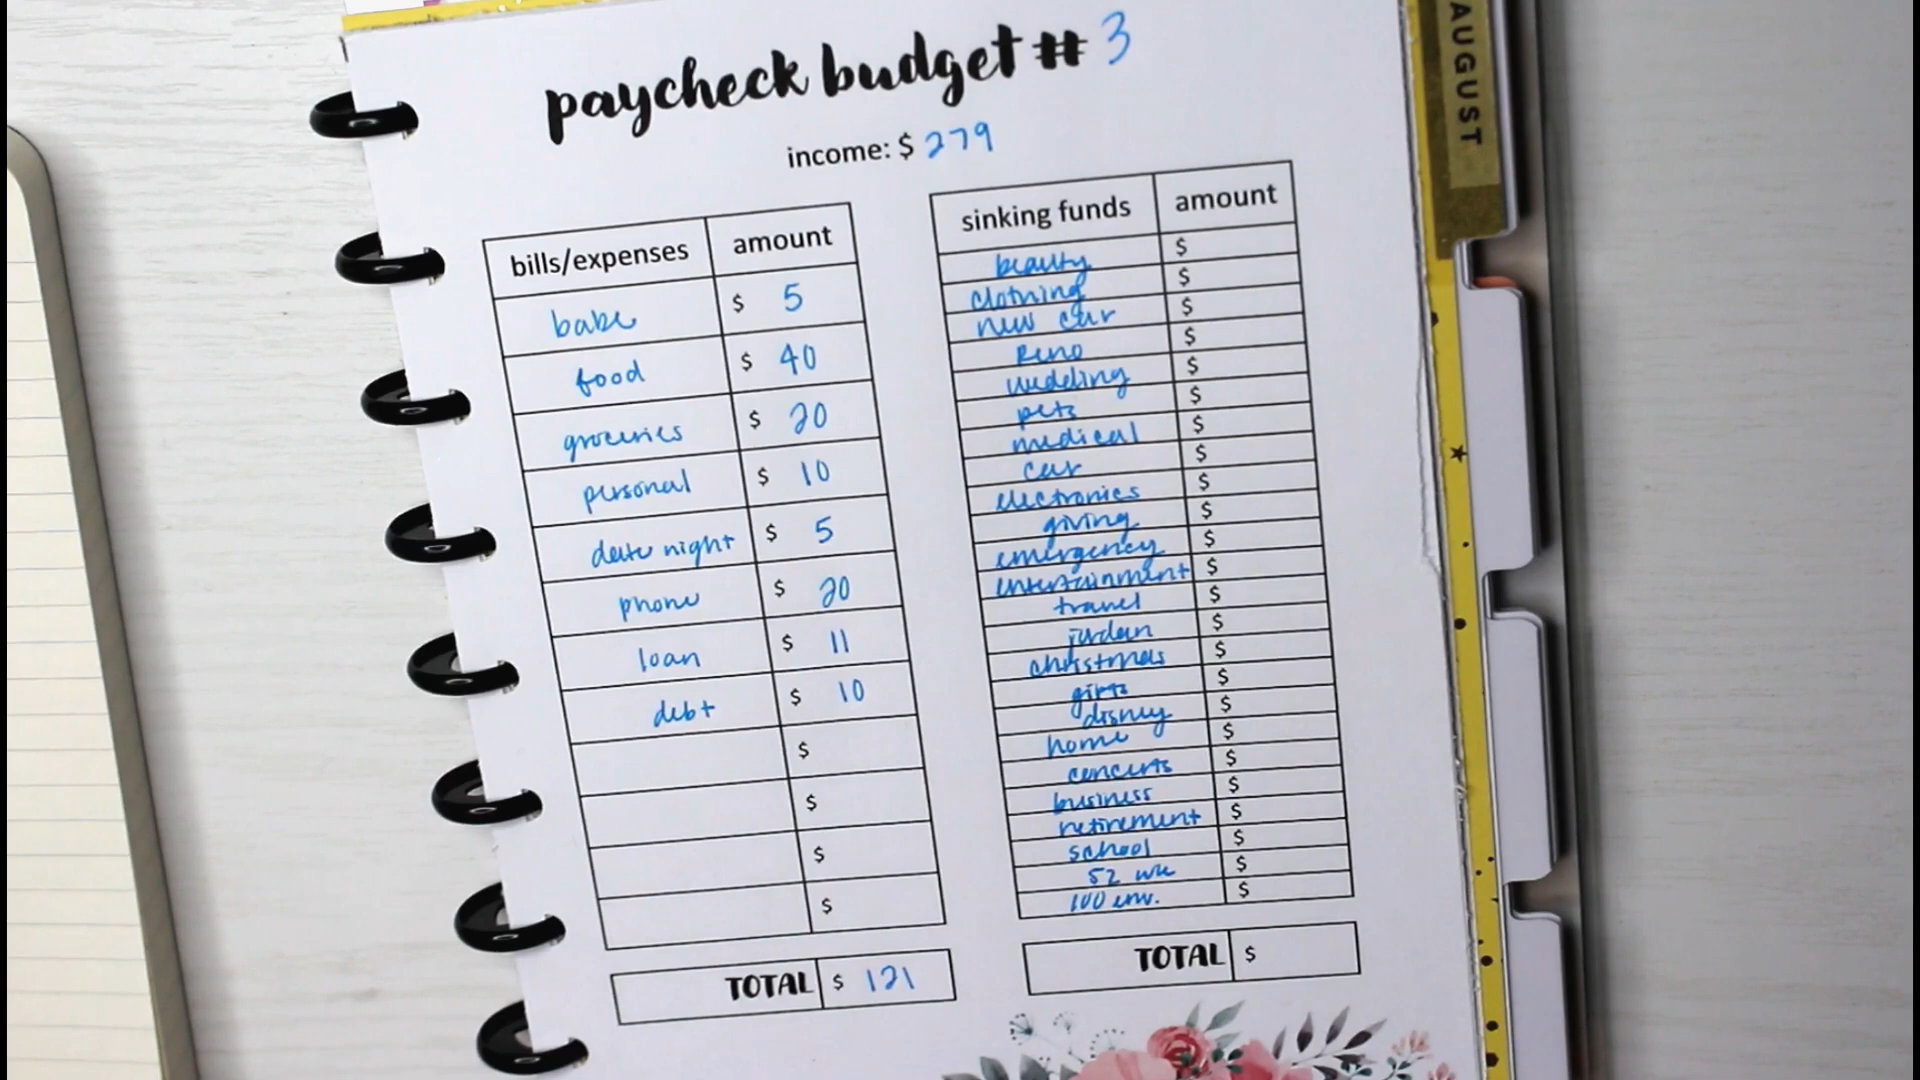 AUGUST
paycheck budget # 3
income: $ 279
bills/expenses amount
babe $ 5
food $ 40
groceries $ 20
personal $ 10
date night $ 5
phone $ 20
loan $ 11
debt $ 10
$
$
$
$
TOTAL $ 121
sinking funds amount
beauty $
clothing $
new car $
Reno $
wedding $
pets $
medical $
car $
electronics $
giving $
emergency $
entertainment $
travel $
jordan $
christmas $
gifts $
disney $
home $
concerts $
business $
retirement $
school $
52 wk $
100 env. $
TOTAL $